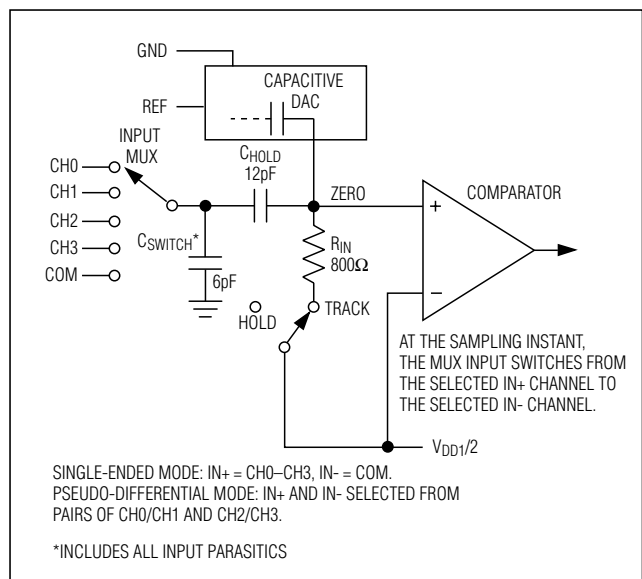 GND
CAPACITIVE
DAC
REF
INPUT
MUX
CHOLD
12pF
ZERO
COMPARATOR
CH0
CH1
CH2
CH3
COM
CSWITCH*
6pF
RIN
800Ω
+
−
HOLD
TRACK
AT THE SAMPLING INSTANT,
THE MUX INPUT SWITCHES FROM
THE SELECTED IN+ CHANNEL TO
THE SELECTED IN- CHANNEL.
VDD1/2
SINGLE-ENDED MODE: IN+ = CH0–CH3, IN- = COM.
PSEUDO-DIFFERENTIAL MODE: IN+ AND IN- SELECTED FROM
PAIRS OF CH0/CH1 AND CH2/CH3.
*INCLUDES ALL INPUT PARASITICS